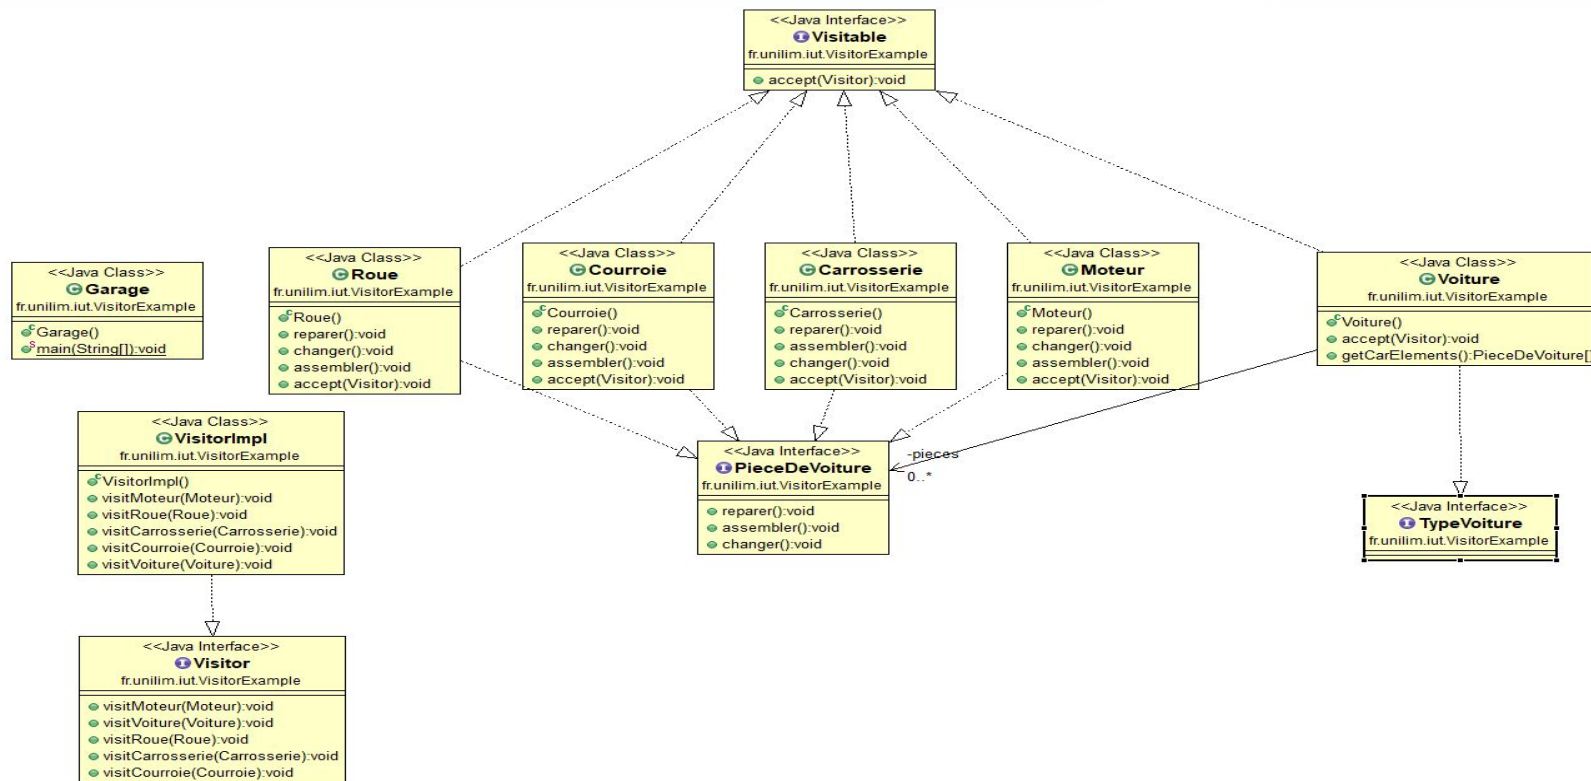 <<Java Interface>>
Visitable
fr.unilim.iut.VisitorExample
accept(Visitor):void
<<Java Class>>
Garage
fr.unilim.iut.VisitorExample
Garage()
main(String[]):void
<<Java Class>>
Roue
fr.unilim.iut.VisitorExample
Roue()
reparer():void
changer():void
assembler():void
accept(Visitor):void
<<Java Class>>
Courroie
fr.unilim.iut.VisitorExample
Courroie()
reparer():void
changer():void
assembler():void
accept(Visitor):void
<<Java Class>>
Carrosserie
fr.unilim.iut.VisitorExample
Carrosserie()
reparer():void
assembler():void
changer():void
accept(Visitor):void
<<Java Class>>
Moteur
fr.unilim.iut.VisitorExample
Moteur()
reparer():void
changer():void
assembler():void
accept(Visitor):void
<<Java Class>>
Voiture
fr.unilim.iut.VisitorExample
Voiture()
accept(Visitor):void
getCarElements():PieceDeVoiture[]
<<Java Class>>
VisitorImpl
fr.unilim.iut.VisitorExample
VisitorImpl()
visitMoteur(Moteur):void
visitRoue(Roue):void
visitCarrosserie(Carrosserie):void
visitCourroie(Courroie):void
visitVoiture(Voiture):void
<<Java Interface>>
PieceDeVoiture
fr.unilim.iut.VisitorExample
reparer():void
assembler():void
changer():void
-pieces
0..*
<<Java Interface>>
TypeVoiture
fr.unilim.iut.VisitorExample
<<Java Interface>>
Visitor
fr.unilim.iut.VisitorExample
visitMoteur(Moteur):void
visitVoiture(Voiture):void
visitRoue(Roue):void
visitCarrosserie(Carrosserie):void
visitCourroie(Courroie):void